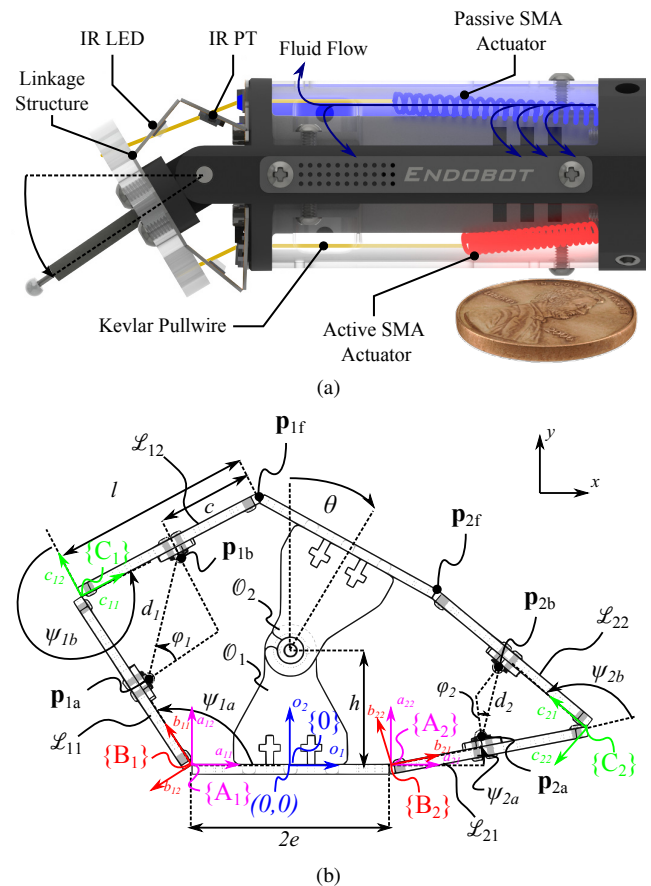 Passive SMA
Actuator
IR LED
IR PT
Fluid Flow
Linkage
Structure
ENDOBOT
Kevlar Pullwire
Active SMA
Actuator
(a)
p1f
ℒ12
l
c
θ
y
x
{C1}
c12
c11
p1b
p2f
d1
φ1
𝒪2
ψ1b
𝒪1
p2b
ℒ22
p1a
ψ1a
h
φ2
d2
ψ2b
ℒ11
b11
a12
o2
{0}
a22
b22
c21
{B1}
a11
o1
{A2}
b21
a21
c22
{C2}
b12
{A1}
(0,0)
{B2}
ψ2a
p2a
ℒ21
2e
(b)